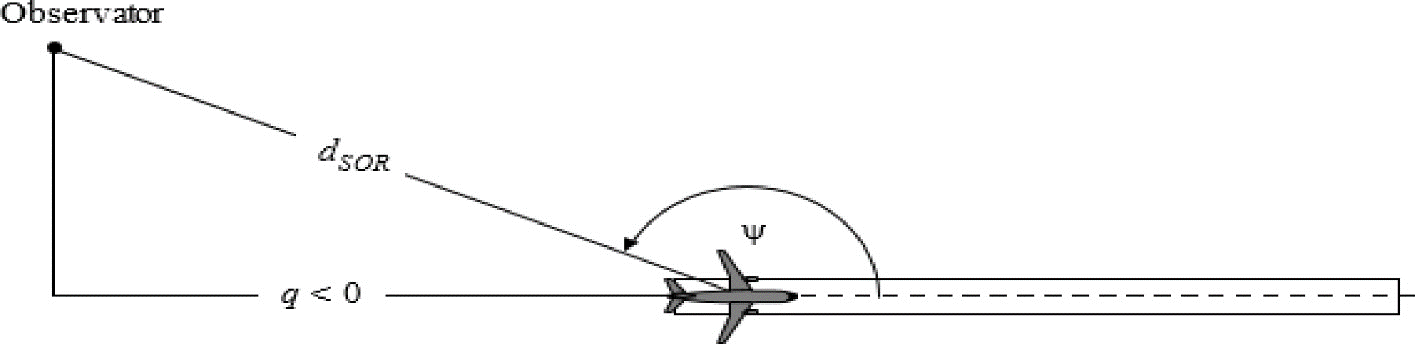 Observator
d_SOR
Ψ
q < 0